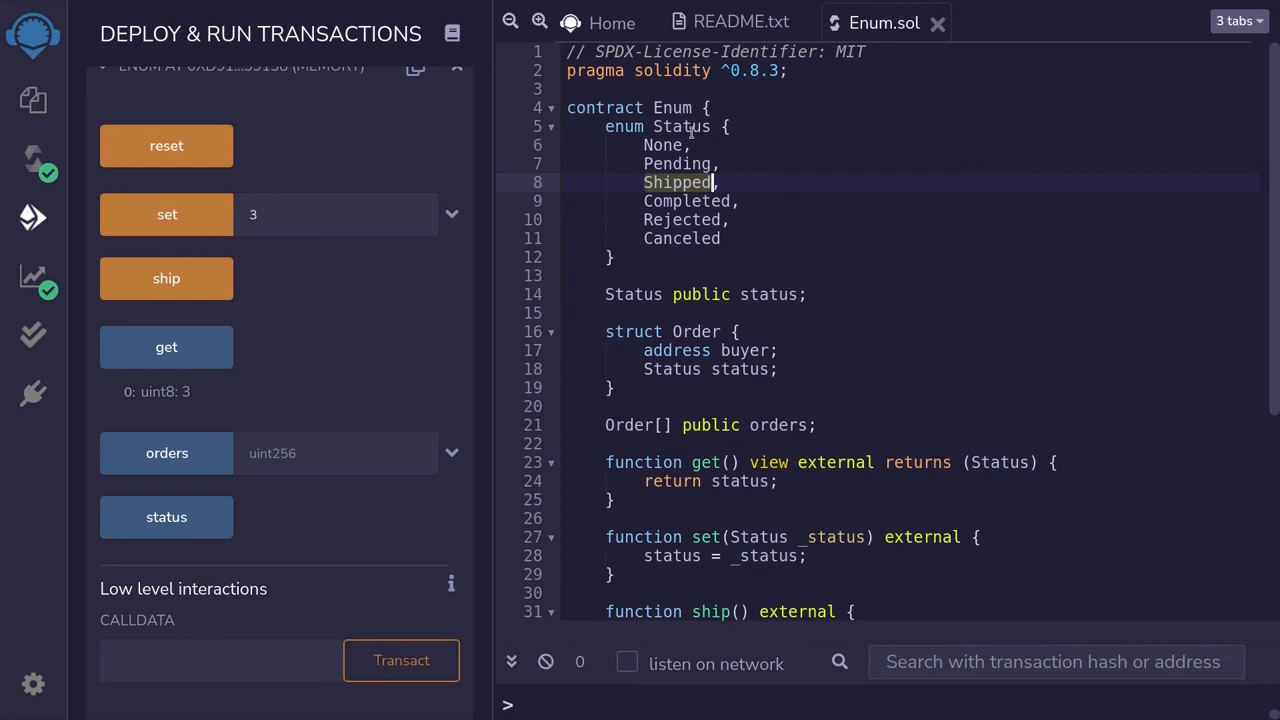 DEPLOY & RUN TRANSACTIONS
ENUM AT 0XD91...39138 (MEMORY)
reset
set
3
ship
get
0: uint8: 3
orders
uint256
status
Low level interactions
i
CALLDATA
Transact
Home
README.txt
Enum.sol
3 tabs
1 // SPDX-License-Identifier: MIT
2 pragma solidity ^0.8.3;
3
4 contract Enum {
5 enum Status {
6 None,
7 Pending,
8 Shipped,
9 Completed,
10 Rejected,
11 Canceled
12 }
13
14 Status public status;
15
16 struct Order {
17 address buyer;
18 Status status;
19 }
20
21 Order[] public orders;
22
23 function get() view external returns (Status) {
24 return status;
25 }
26
27 function set(Status _status) external {
28 status = _status;
29 }
30
31 function ship() external {
0
listen on network
Search with transaction hash or address
>